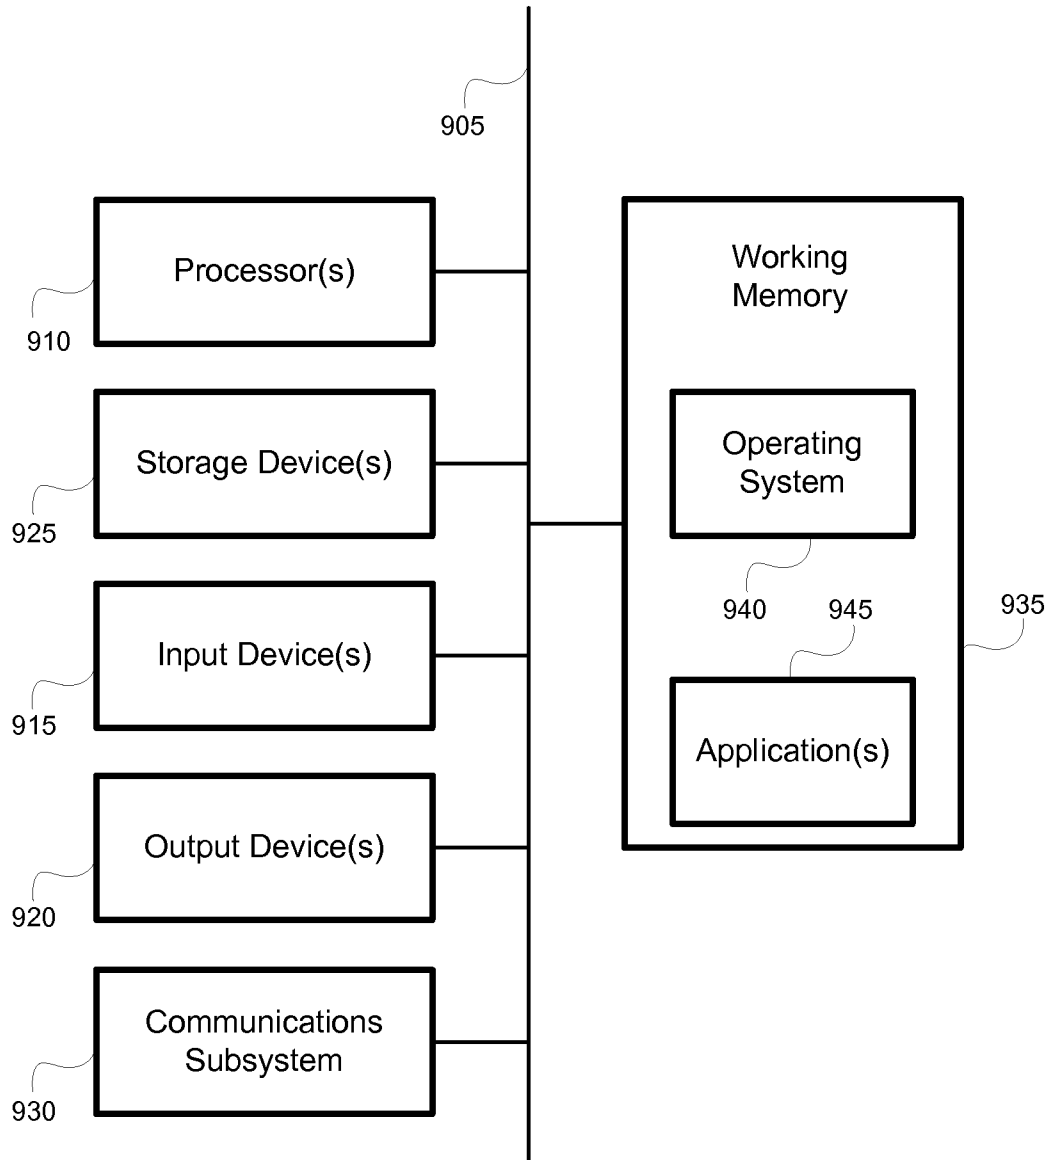 905
Processor(s)
910
Storage Device(s)
925
Input Device(s)
915
Output Device(s)
920
Communications
Subsystem
930
Working
Memory
Operating
System
940
945
935
Application(s)